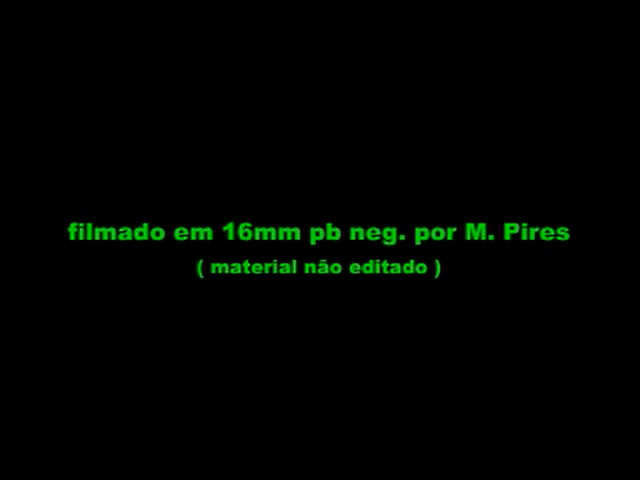 filmado em 16mm pb neg. por M. Pires
( material não editado )